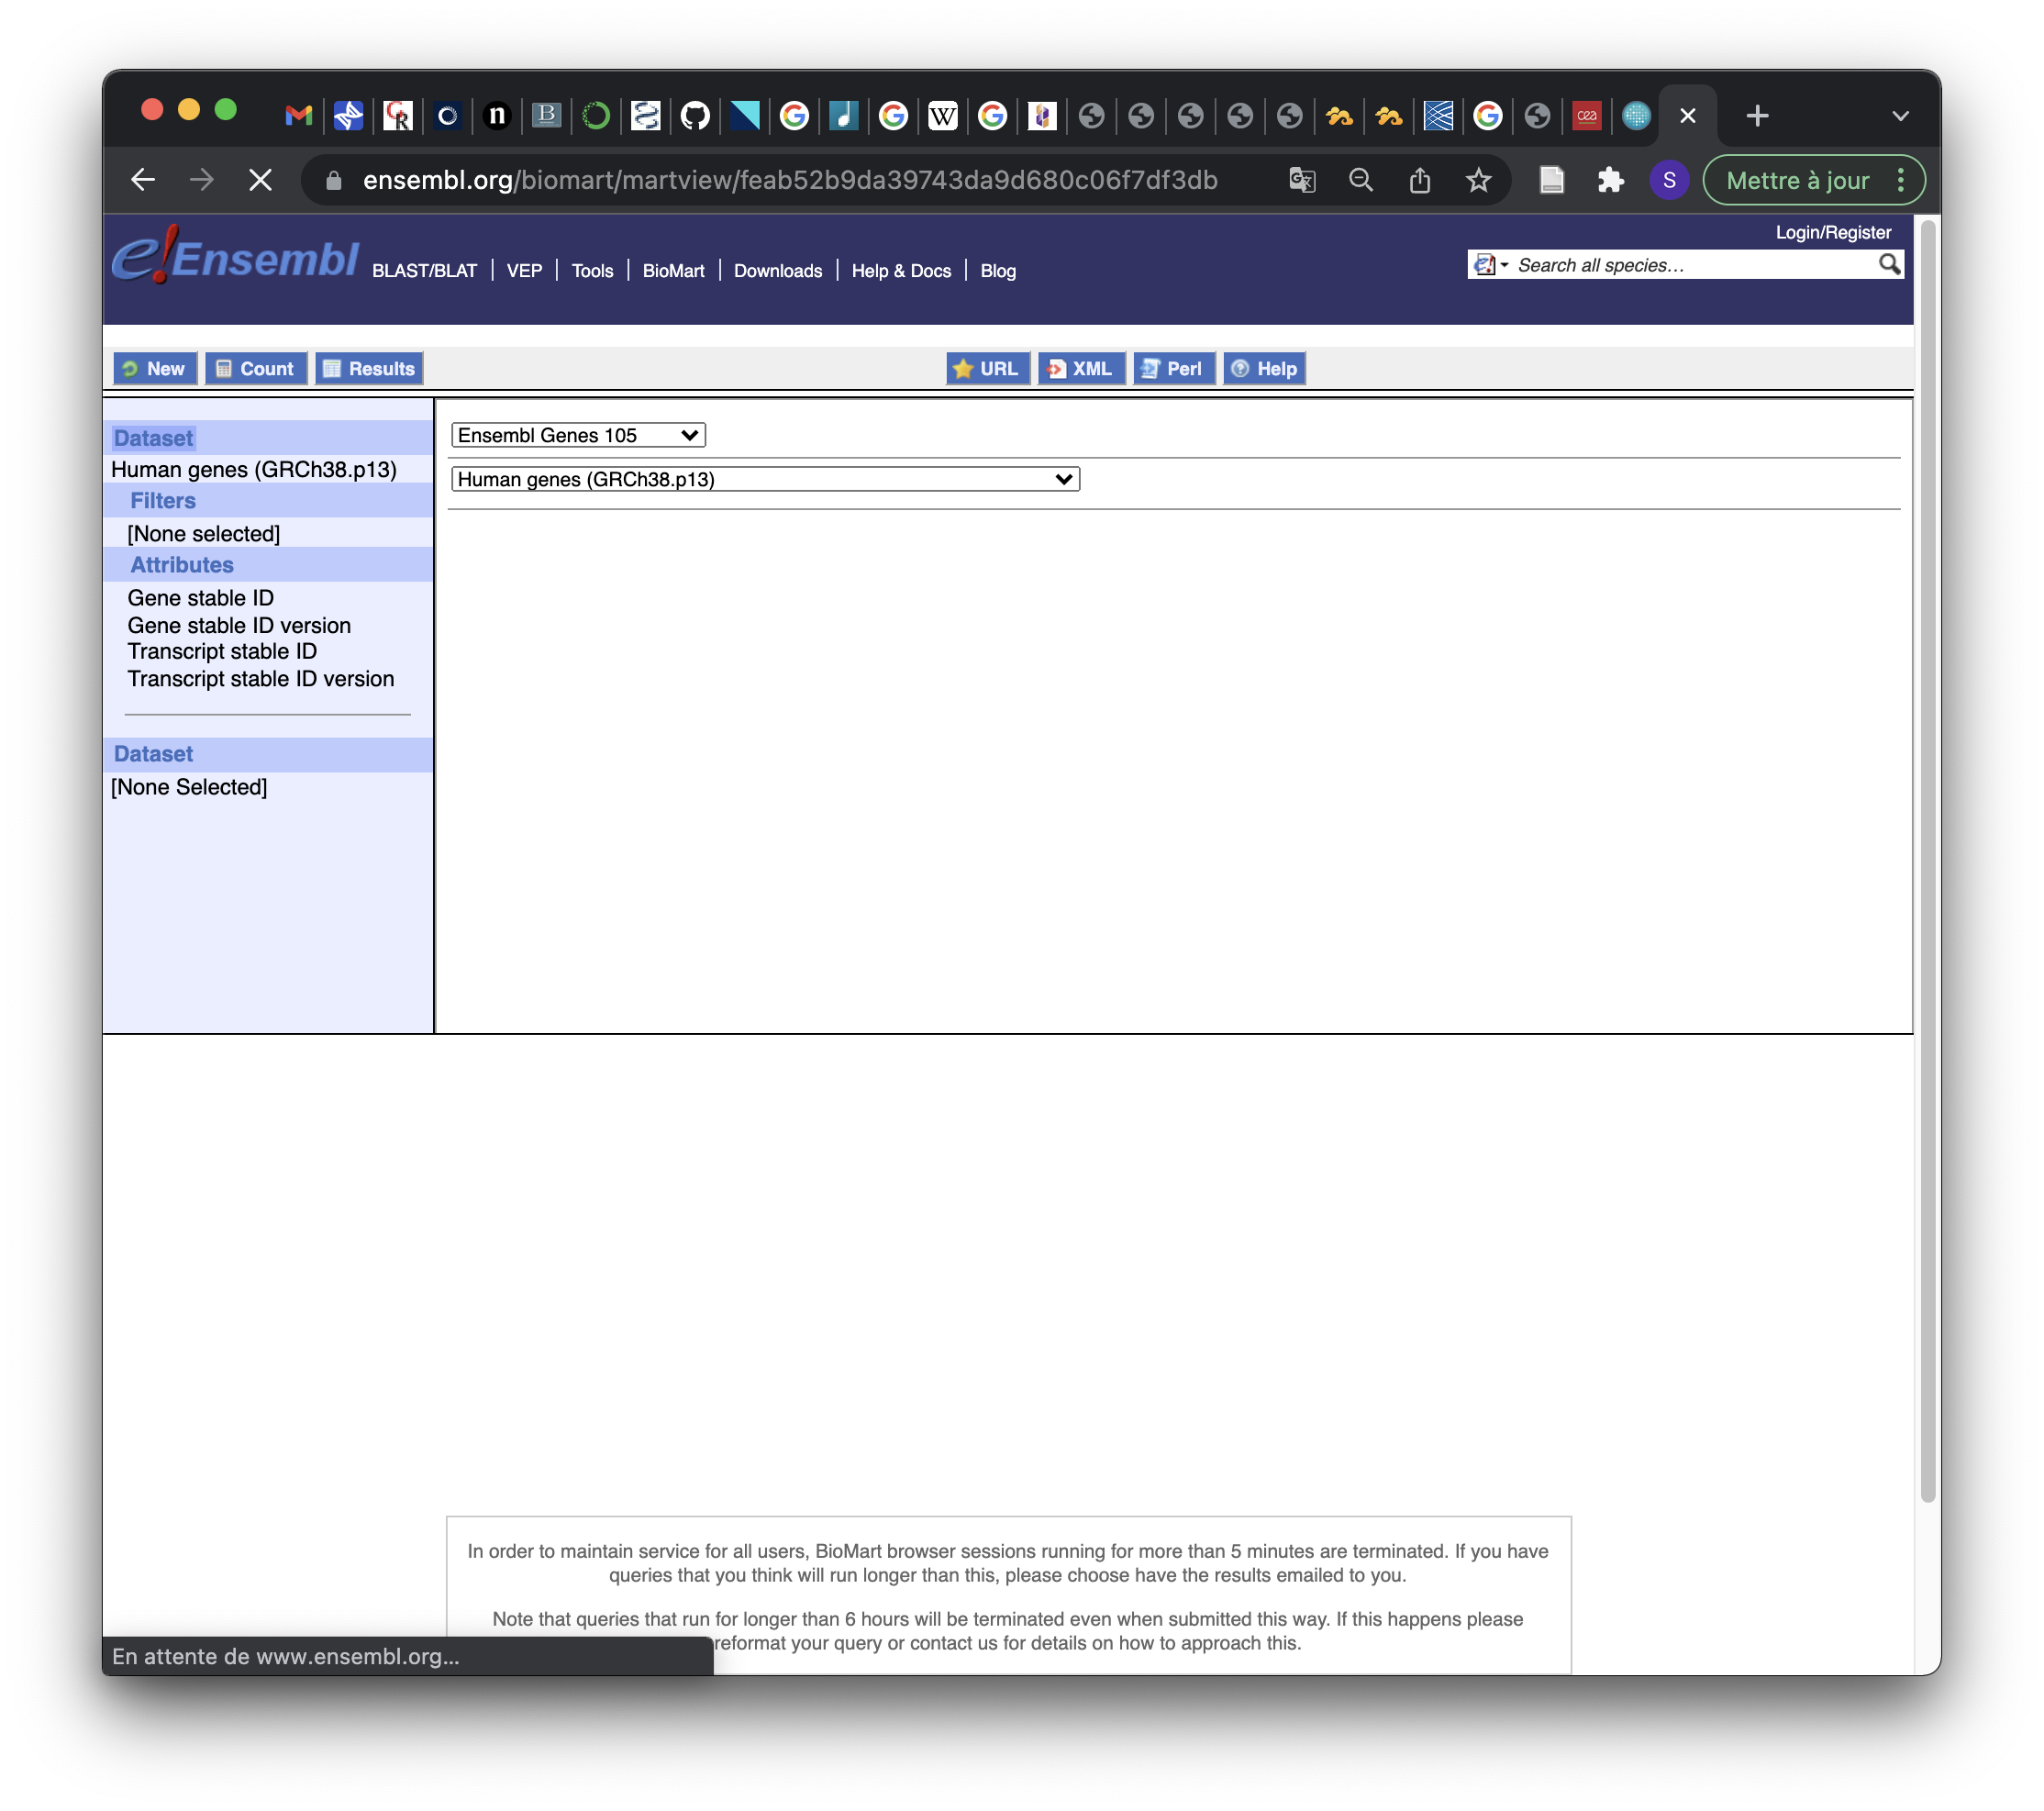 ensembl.org/biomart/martview/feab52b9da39743da9d680c06f7df3db
S
Mettre à jour
Login/Register
e!Ensembl
BLAST/BLAT | VEP | Tools | BioMart | Downloads | Help & Docs | Blog
Search all species...
New
Count
Results
URL
XML
Perl
Help
Dataset
Human genes (GRCh38.p13)
Filters
[None selected]
Attributes
Gene stable ID
Gene stable ID version
Transcript stable ID
Transcript stable ID version
Dataset
[None Selected]
Ensembl Genes 105
Human genes (GRCh38.p13)
In order to maintain service for all users, BioMart browser sessions running for more than 5 minutes are terminated. If you have
queries that you think will run longer than this, please choose have the results emailed to you.
Note that queries that run for longer than 6 hours will be terminated even when submitted this way. If this happens please
reformat your query or contact us for details on how to approach this.
En attente de www.ensembl.org...